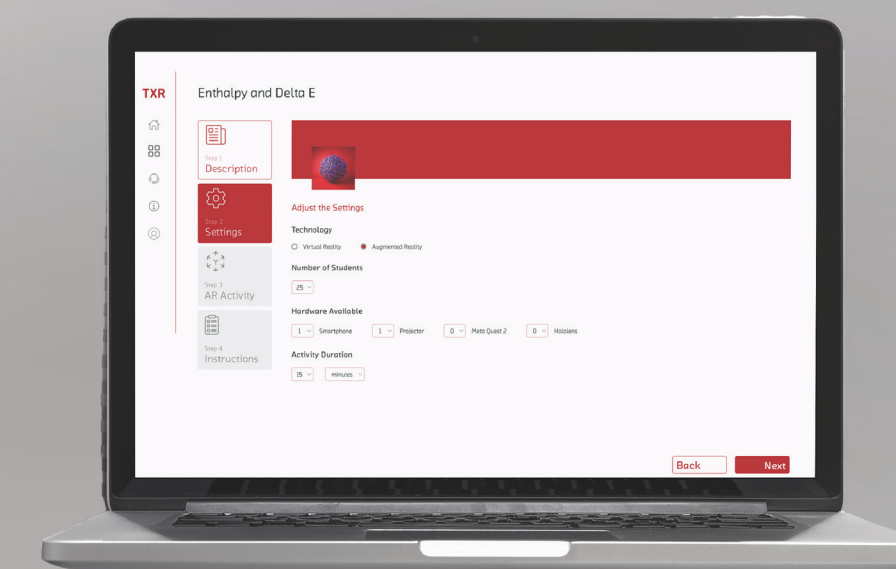 TXR
Enthalpy and Delta E
Step 1
Description
Step 2
Settings
Step 3
AR Activity
Step 4
Instructions
Adjust the Settings
Technology
Virtual Reality Augmented Reality
Number of Students
25
Hardware Available
1 Smartphone 1 Projector 0 Meta Quest 2 0 Hololens
Activity Duration
15 minutes
Back Next